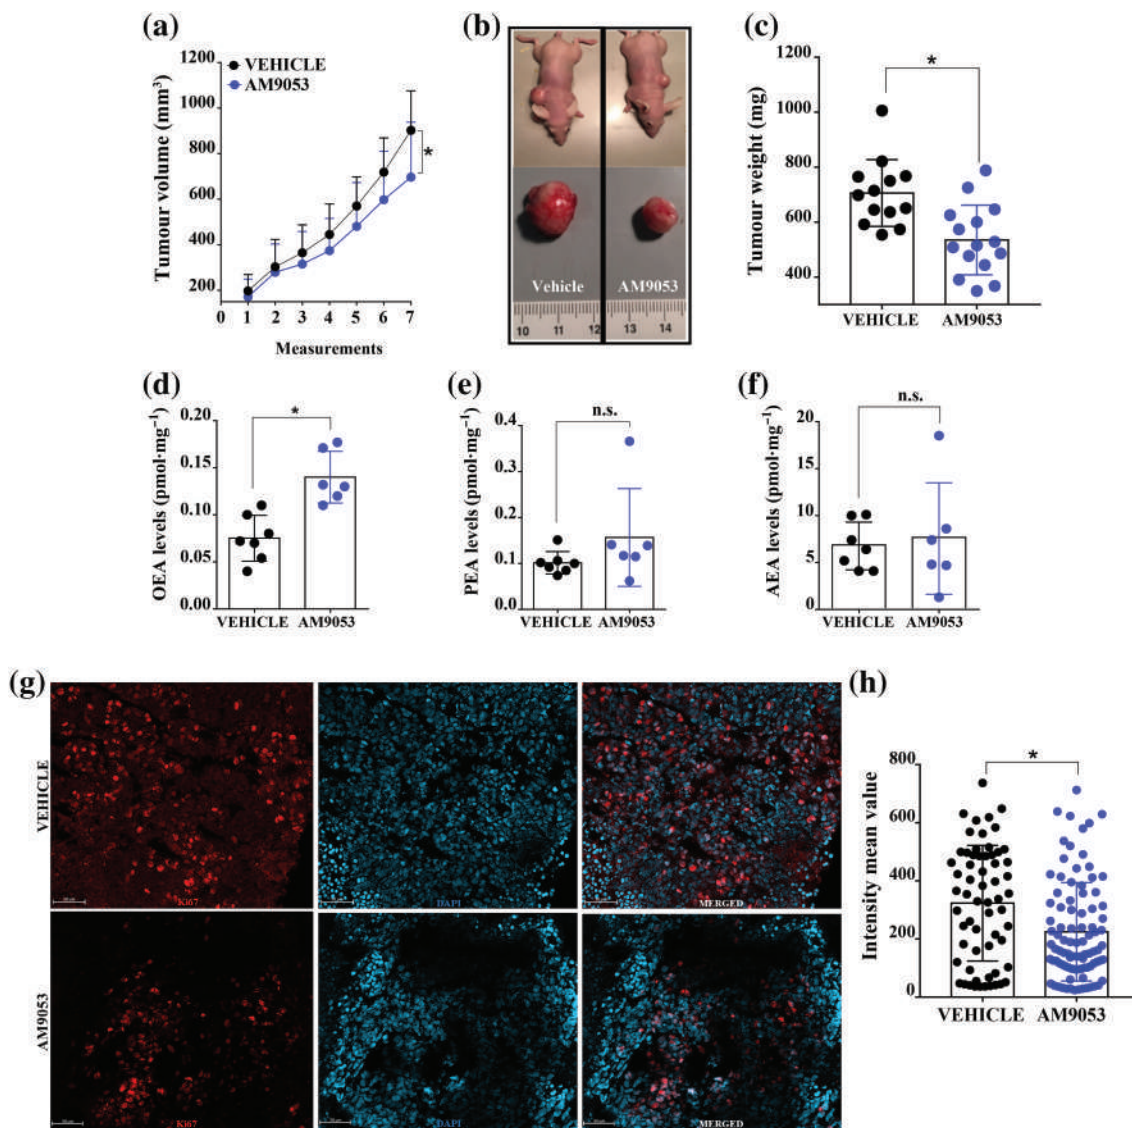 (a)
VEHICLE
AM9053
Tumour volume (mm³)
1200
1000
800
600
400
200
0 1 2 3 4 5 6 7
Measurements
*
(b)
Vehicle AM9053
10 11 12 13 14
(c)
Tumour weight (mg)
1200
1000
800
600
400
*
VEHICLE AM9053
(d)
OEA levels (pmol·mg⁻¹)
0.20
0.15
0.10
0.05
0.00
*
VEHICLE AM9053
(e)
PEA levels (pmol·mg⁻¹)
0.4
0.3
0.2
0.1
0.0
n.s.
VEHICLE AM9053
(f)
AEA levels (pmol·mg⁻¹)
20
15
10
5
0
n.s.
VEHICLE AM9053
(g)
VEHICLE
Ki67
DAPI
MERGED
AM9053
Ki67
DAPI
MERGED
(h)
Intensity mean value
800
600
400
200
0
*
VEHICLE AM9053